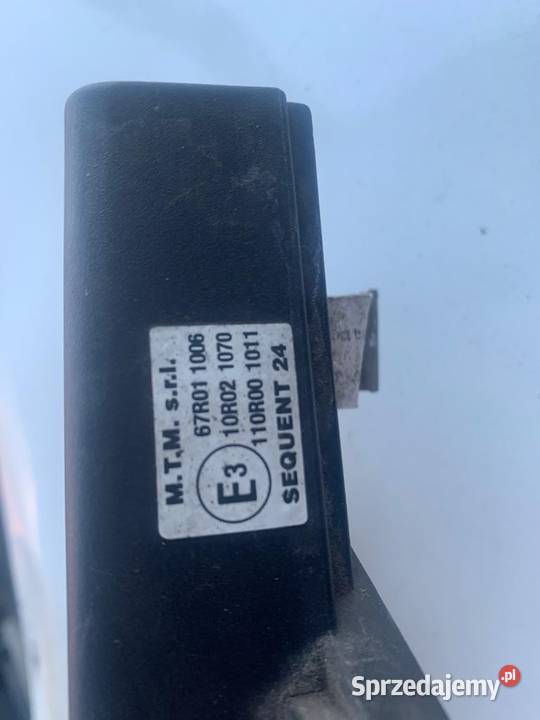 M.T.M. s.r.l.
67R01 1006
10R02 1070
110R00 1011
E3
SEQUENT 24
Sprzedajemy.pl